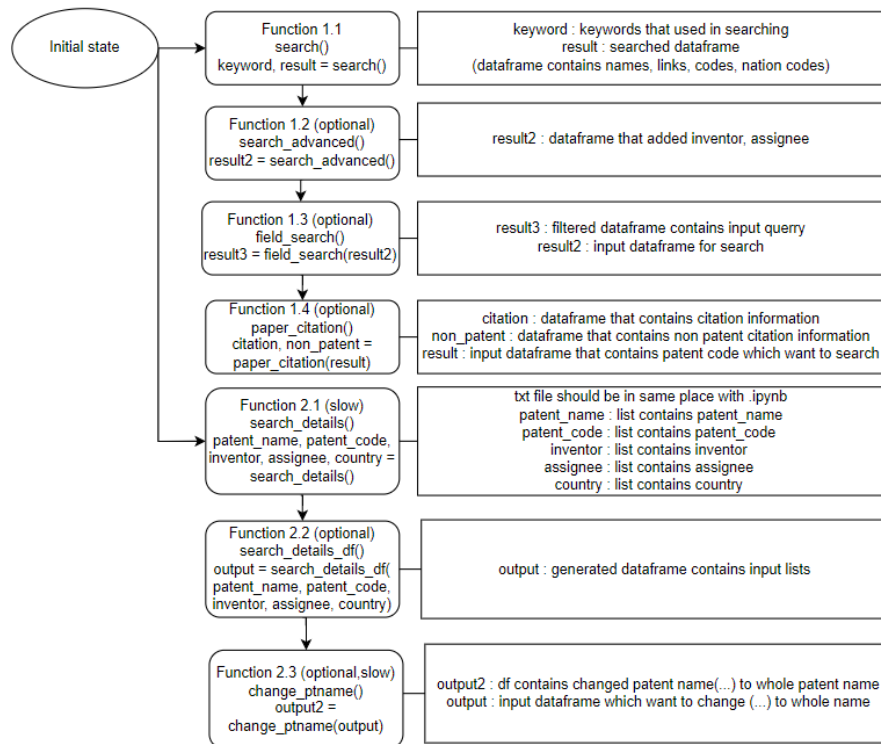 Initial state
Function 1.1
search()
keyword, result = search()
keyword : keywords that used in searching
result : searched dataframe
(dataframe contains names, links, codes, nation codes)
Function 1.2 (optional)
search_advanced()
result2 = search_advanced()
result2 : dataframe that added inventor, assignee
Function 1.3 (optional)
field_search()
result3 = field_search(result2)
result3 : filtered dataframe contains input querry
result2 : input dataframe for search
Function 1.4 (optional)
paper_citation()
citation, non_patent =
paper_citation(result)
citation : dataframe that contains citation information
non_patent : dataframe that contains non patent citation information
result : input dataframe that contains patent code which want to search
Function 2.1 (slow)
search_details()
patent_name, patent_code,
inventor, assignee, country =
search_details()
txt file should be in same place with .ipynb
patent_name : list contains patent_name
patent_code : list contains patent_code
inventor : list contains inventor
assignee : list contains assignee
country : list contains country
Function 2.2 (optional)
search_details_df()
output = search_details_df(
patent_name, patent_code,
inventor, assignee, country)
output : generated dataframe contains input lists
Function 2.3 (optional,slow)
change_ptname()
output2 =
change_ptname(output)
output2 : df contains changed patent name(...) to whole patent name
output : input dataframe which want to change (...) to whole name